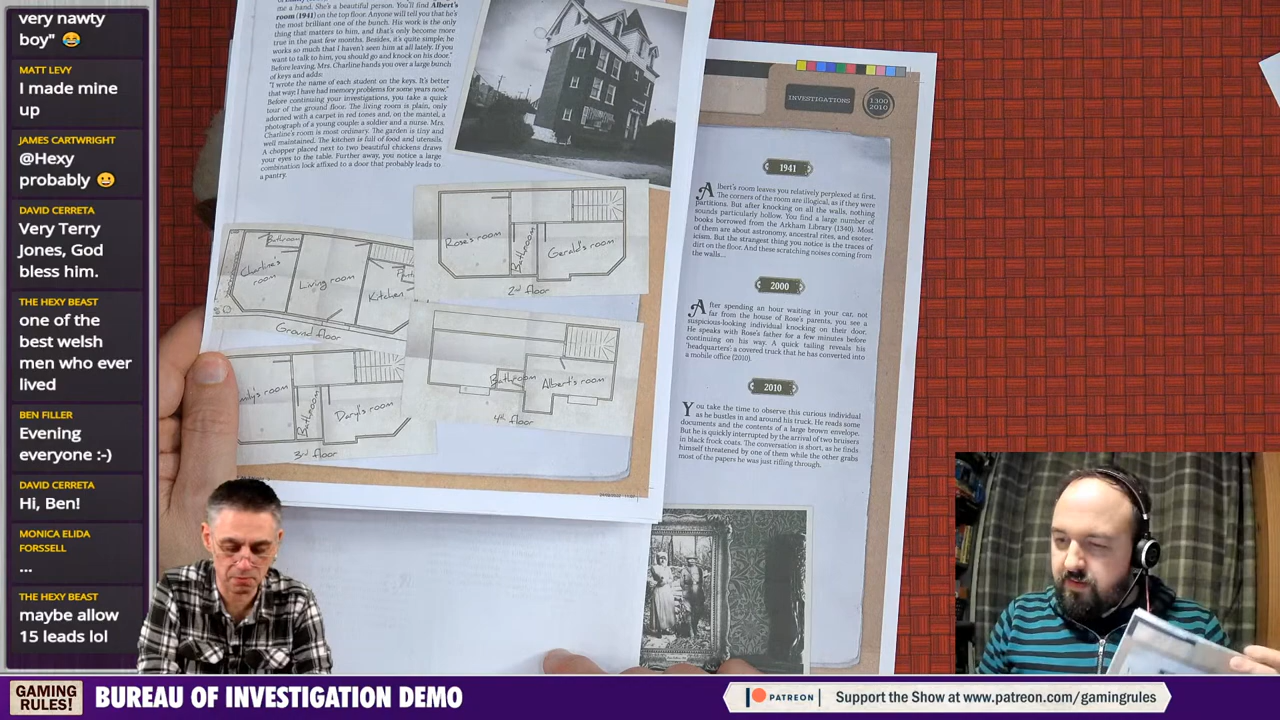 very nawty
boy" 😂
MATT LEVY
I made mine
up
JAMES CARTWRIGHT
@Hexy
probably 😀
DAVID CERRETA
Very Terry
Jones, God
bless him.
THE HEXY BEAST
one of the
best welsh
men who ever
lived
BEN FILLER
Evening
everyone :-)
DAVID CERRETA
Hi, Ben!
MONICA ELIDA
FORSSELL
...
THE HEXY BEAST
maybe allow
15 leads lol
me a hand. She's a beautiful person. You'll find Albert's
room (1941) on the top floor. Anyone will tell you that he's
the most brilliant one of the bunch. His work is the only
thing that matters to him, and that's only become more
true in the past few months. Besides, it's quite simple; he
works so much that I haven't seen him at all lately. If you
want to talk to him, you should go and knock on his door."
Before leaving, Mrs. Charline hands you over a large bunch
of keys and adds:
"I wrote the name of each student on the keys. It's better
that way; I have memory problems for some years now."
Before continuing your investigations, you take a quick
tour of the ground floor. The living room is plain, only
adorned with a carpet in red tones and, on the mantel, a
photograph of a young couple: a soldier and a nurse. Mrs.
Charline's room is most ordinary. The garden is tiny and
well maintained. The kitchen is full of food and utensils.
A chopper placed next to two beautiful chickens draws
your eyes to the table. Further away, you notice a large
combination lock affixed to a door that probably leads to
a pantry.
Bathroom
Charline's
room
Living room
Kitchen
Ground floor
Rose's room
Bathroom
Gerald's room
2nd floor
room
Bathroom
Daryl's room
3rd floor
Bathroom
Albert's room
4th floor
INVESTIGATIONS
1300
2010
1941
Albert's room leaves you relatively perplexed at first.
The corners of the room are illogical, as if they were
partitions. But after knocking on all the walls, nothing
sounds particularly hollow. You find a large number of
books borrowed from the Arkham Library (1340). Most
of them are about astronomy, ancestral rites, and esoter-
icism. But the strangest thing you notice is the traces of
dirt on the floor. And these scratching noises coming from
the walls...
2000
After spending an hour waiting in your car, not
far from the house of Rose's parents, you see a
suspicious-looking individual knocking on their door.
He speaks with Rose's father for a few minutes before
continuing on his way. A quick tailing reveals his
"headquarters": a covered truck that he has converted into
a mobile office (2010).
2010
You take the time to observe this curious individual
as he bustles in and around his truck. He reads some
documents and the contents of a large brown envelope.
But he is quickly interrupted by the arrival of two bruisers
in black frock coats. The conversation is short, as he finds
himself threatened by one of them while the other grabs
most of the papers he was just rifling through.
GAMING
RULES!
BUREAU OF INVESTIGATION DEMO
PATREON
Support the Show at www.patreon.com/gamingrules